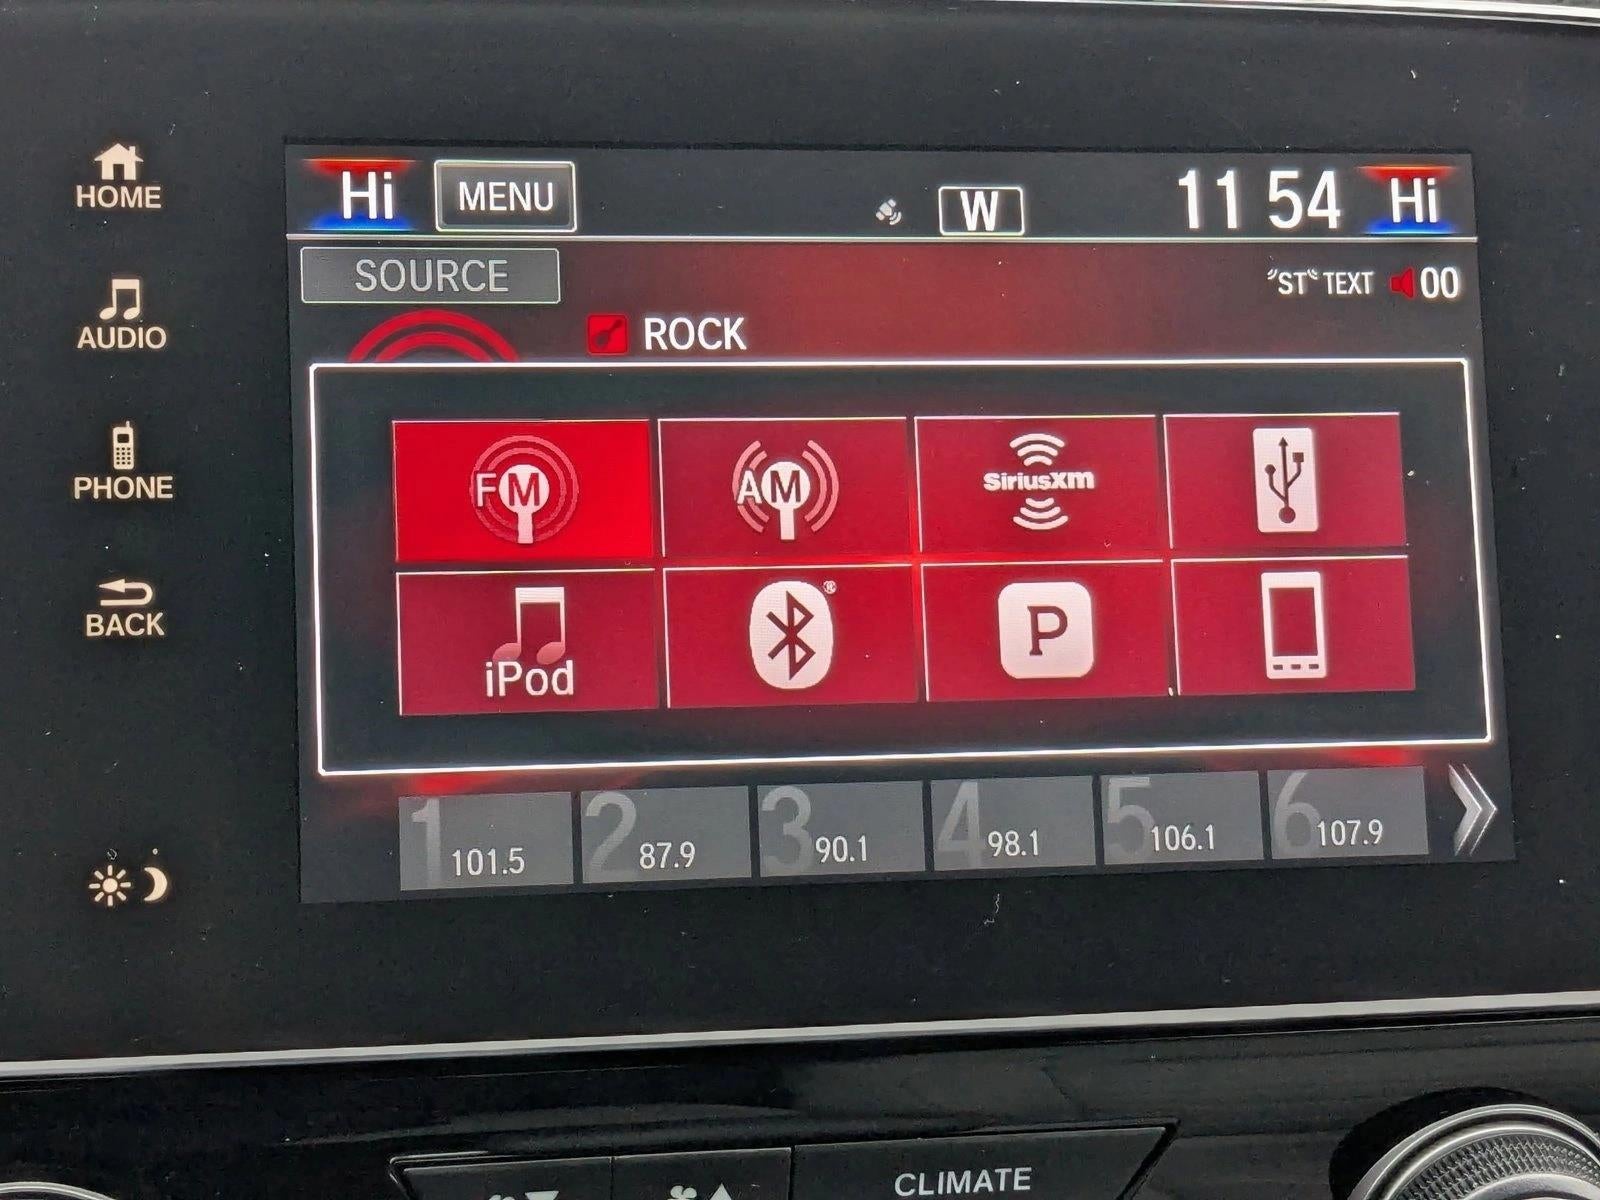 HOME
AUDIO
PHONE
BACK
Hi MENU W 11 54 Hi
SOURCE "ST" TEXT 00
ROCK
FM AM SiriusXM
iPod ® P
1 101.5 2 87.9 3 90.1 4 98.1 5 106.1 6 107.9
CLIMATE